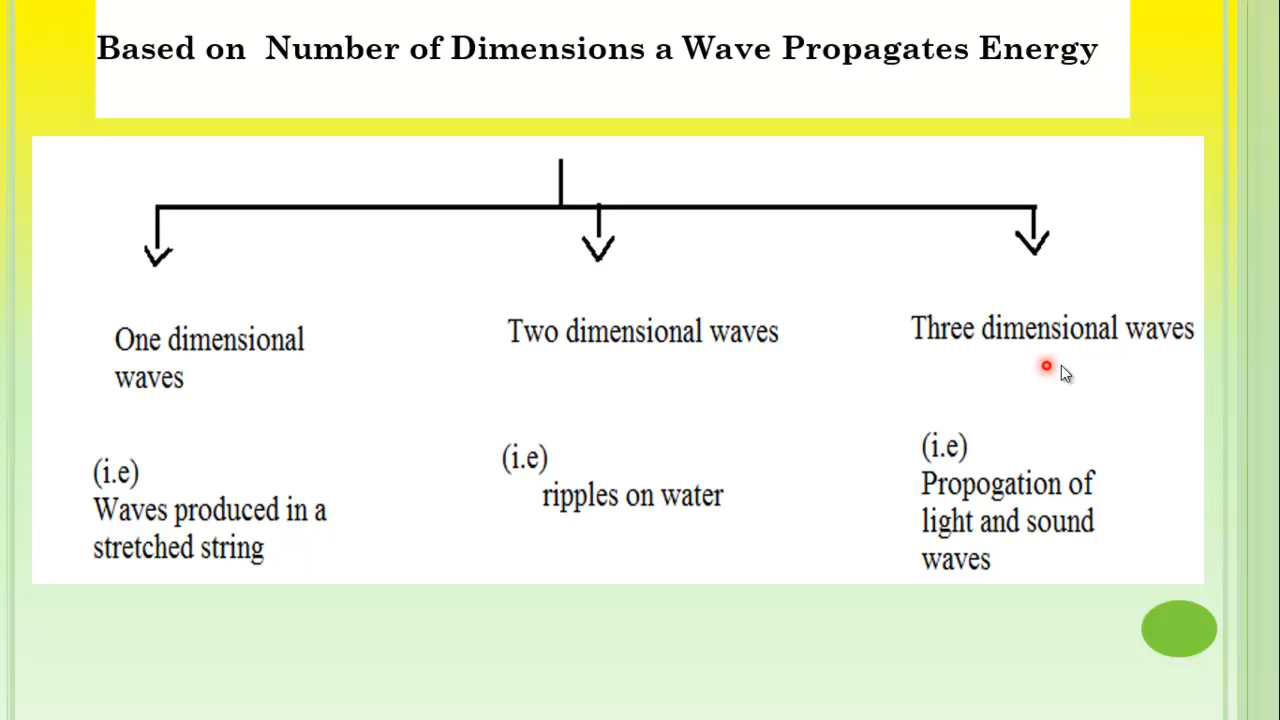 Based on Number of Dimensions a Wave Propagates Energy
One dimensional
waves
(i.e)
Waves produced in a
stretched string
Two dimensional waves
(i.e)
ripples on water
Three dimensional waves
(i.e)
Propogation of
light and sound
waves